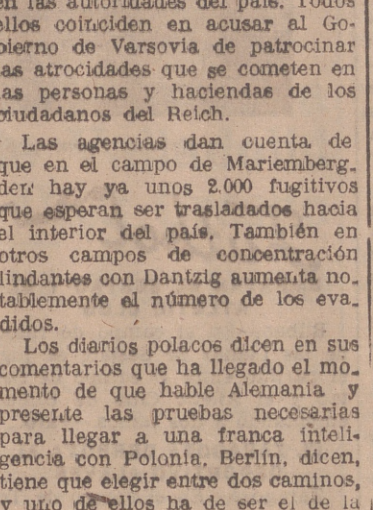 en las autoridades del país. Todos
ellos coinciden en acusar al Go-
bierno de Varsovia de patrocinar
las atrocidades que se cometen en
las personas y haciendas de los
ciudadanos del Reich.
Las agencias dan cuenta de
que en el campo de Mariemberg-
den hay ya unos 2.000 fugitivos
que esperan ser trasladados hacia
el interior del país. También en
otros campos de concentración
lindantes con Dantzig aumenta no-
tablemente el número de los eva-
didos.
Los diarios polacos dicen en sus
comentarios que ha llegado el mo-
mento de que hable Alemania y
presente las pruebas necesarias
para llegar a una franca inteli-
gencia con Polonia. Berlín, dicen,
tiene que elegir entre dos caminos,
y uno de ellos ha de ser el de la